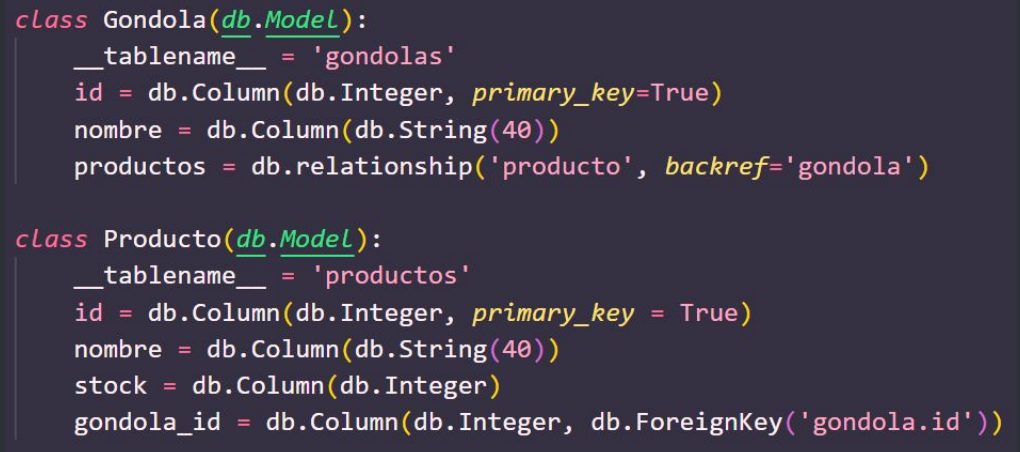 class Gondola(db.Model):
    __tablename__ = 'gondolas'
    id = db.Column(db.Integer, primary_key=True)
    nombre = db.Column(db.String(40))
    productos = db.relationship('producto', backref='gondola')

class Producto(db.Model):
    __tablename__ = 'productos'
    id = db.Column(db.Integer, primary_key = True)
    nombre = db.Column(db.String(40))
    stock = db.Column(db.Integer)
    gondola_id = db.Column(db.Integer, db.ForeignKey('gondola.id'))